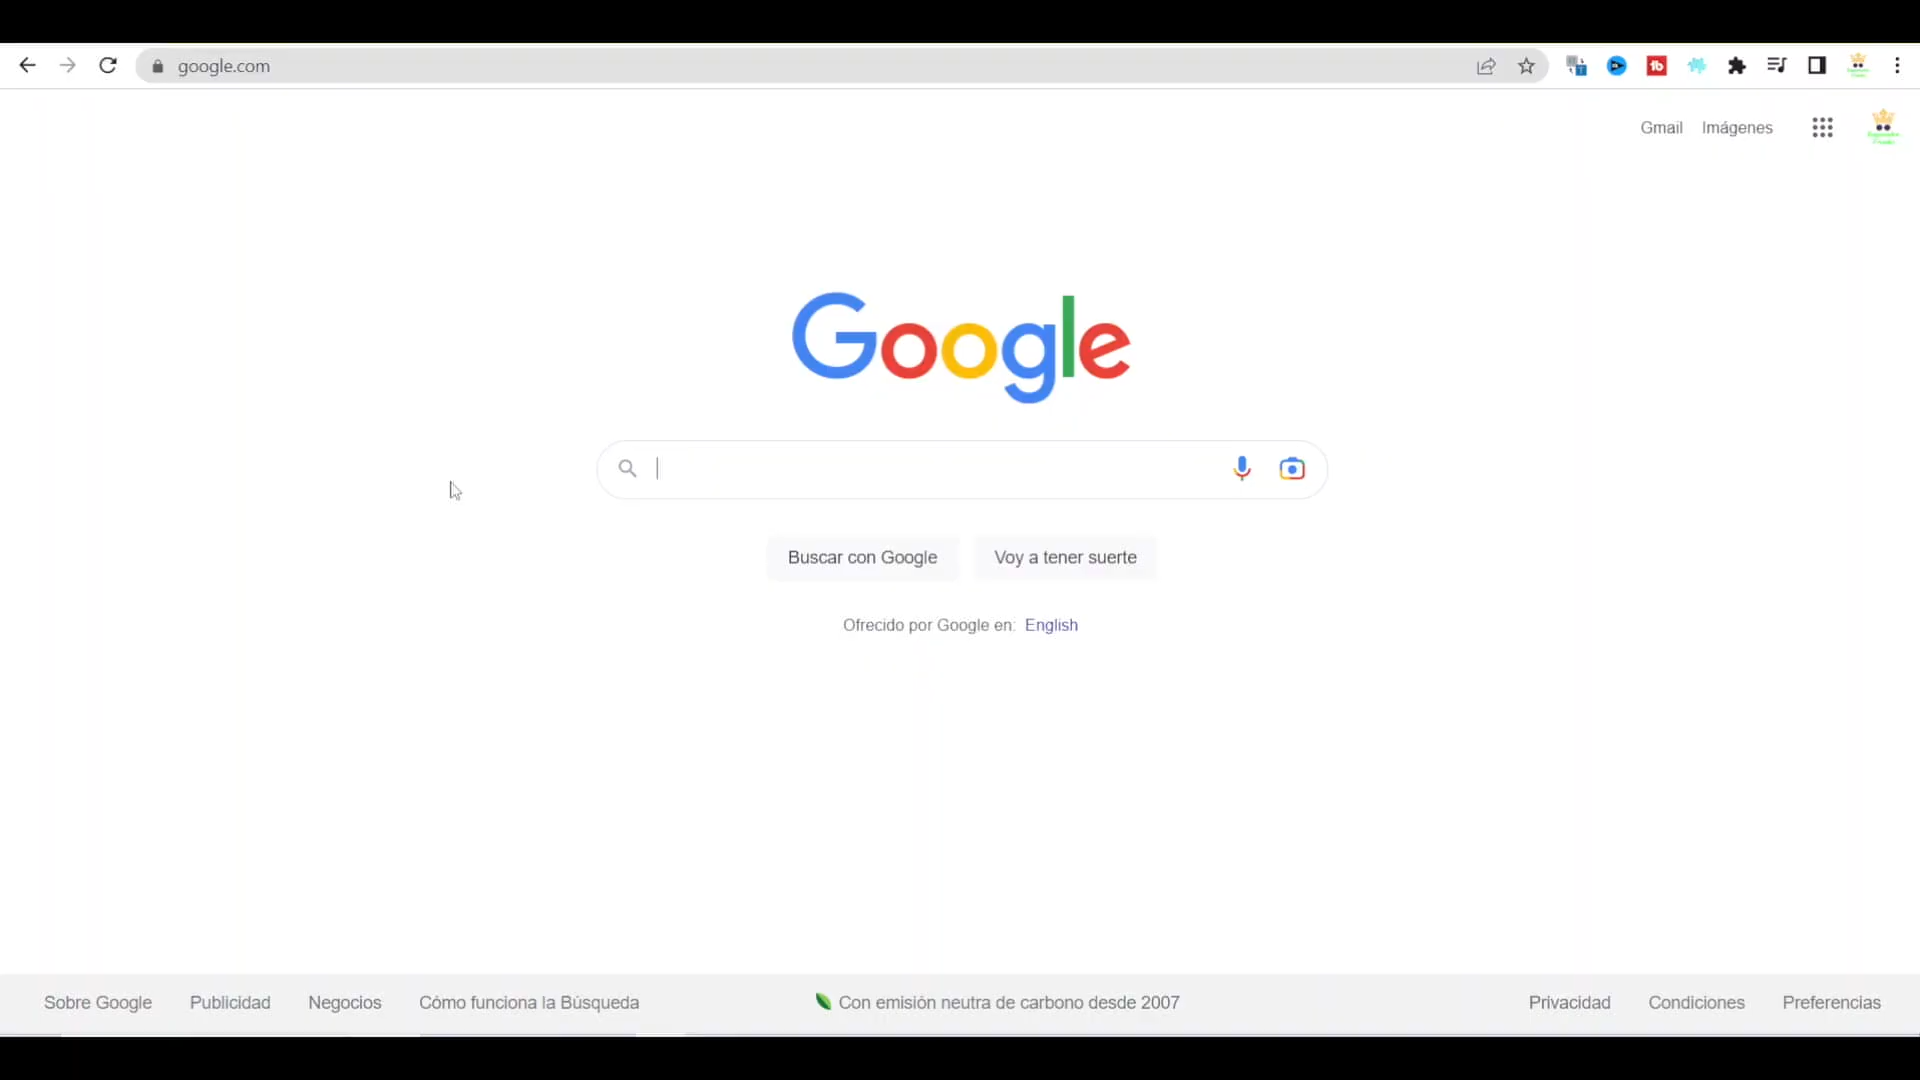 google.com
Gmail Imágenes
Google
Buscar con Google Voy a tener suerte
Ofrecido por Google en: English
Sobre Google Publicidad Negocios Cómo funciona la Búsqueda Con emisión neutra de carbono desde 2007 Privacidad Condiciones Preferencias